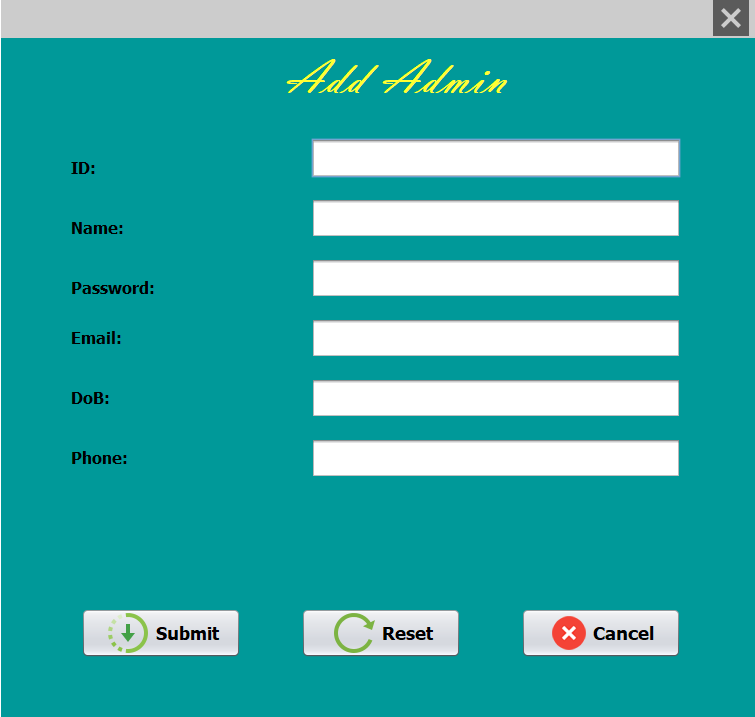 Add Admin
ID:
Name:
Password:
Email:
DoB:
Phone:
Submit Reset Cancel